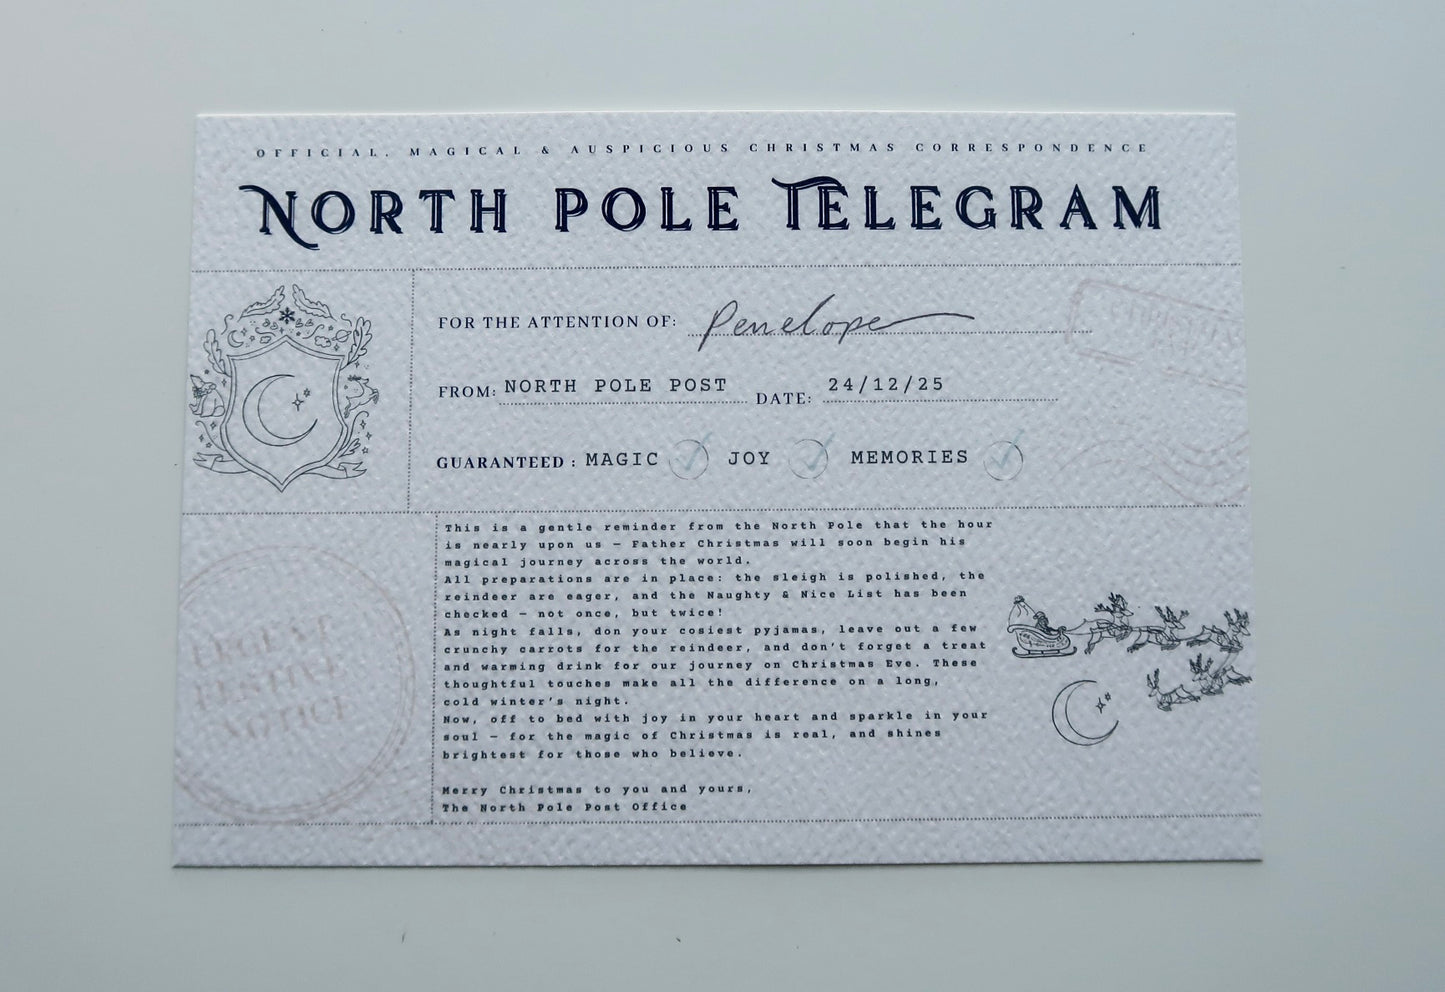 OFFICIAL, MAGICAL & AUSPICIOUS CHRISTMAS CORRESPONDENCE
NORTH POLE TELEGRAM
FOR THE ATTENTION OF: Penelope
FROM: NORTH POLE POST DATE: 24/12/25
GUARANTEED : MAGIC JOY MEMORIES
This is a gentle reminder from the North Pole that the hour
is nearly upon us – Father Christmas will soon begin his
magical journey across the world.
All preparations are in place: the sleigh is polished, the
reindeer are eager, and the Naughty & Nice List has been
checked – not once, but twice!
As night falls, don your cosiest pyjamas, leave out a few
crunchy carrots for the reindeer, and don't forget a treat
and warming drink for our journey on Christmas Eve. These
thoughtful touches make all the difference on a long,
cold winter's night.
Now, off to bed with joy in your heart and sparkle in your
soul – for the magic of Christmas is real, and shines
brightest for those who believe.
Merry Christmas to you and yours,
The North Pole Post Office
URGENT
FESTIVE
NOTICE